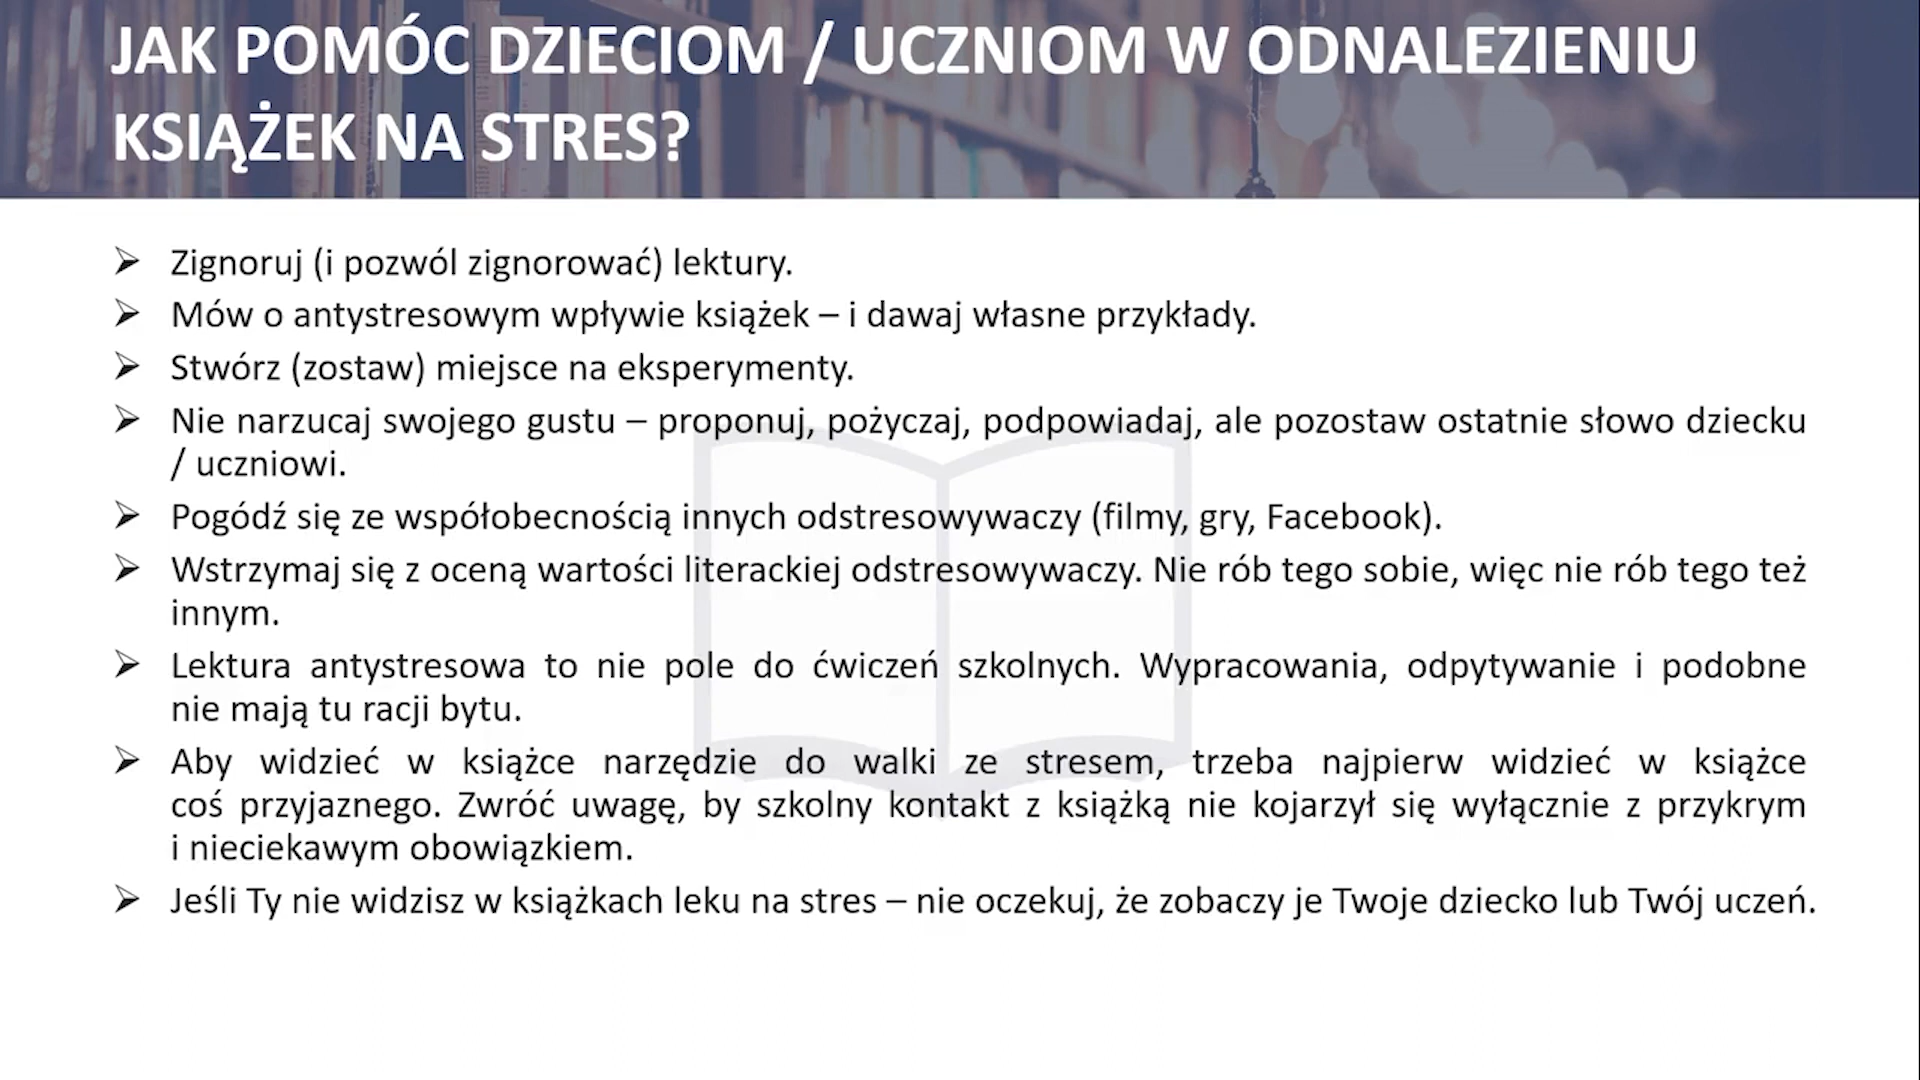 JAK POMÓC DZIECIOM / UCZNIOM W ODNALEZIENIU
KSIĄŻEK NA STRES?
➢ Zignoruj (i pozwól zignorować) lektury.
➢ Mów o antystresowym wpływie książek – i dawaj własne przykłady.
➢ Stwórz (zostaw) miejsce na eksperymenty.
➢ Nie narzucaj swojego gustu – proponuj, pożyczaj, podpowiadaj, ale pozostaw ostatnie słowo dziecku
/ uczniowi.
➢ Pogódź się ze współobecnością innych odstresowywaczy (filmy, gry, Facebook).
➢ Wstrzymaj się z oceną wartości literackiej odstresowywaczy. Nie rób tego sobie, więc nie rób tego też
innym.
➢ Lektura antystresowa to nie pole do ćwiczeń szkolnych. Wypracowania, odpytywanie i podobne
nie mają tu racji bytu.
➢ Aby widzieć w książce narzędzie do walki ze stresem, trzeba najpierw widzieć w książce
coś przyjaznego. Zwróć uwagę, by szkolny kontakt z książką nie kojarzył się wyłącznie z przykrym
i nieciekawym obowiązkiem.
➢ Jeśli Ty nie widzisz w książkach leku na stres – nie oczekuj, że zobaczy je Twoje dziecko lub Twój uczeń.